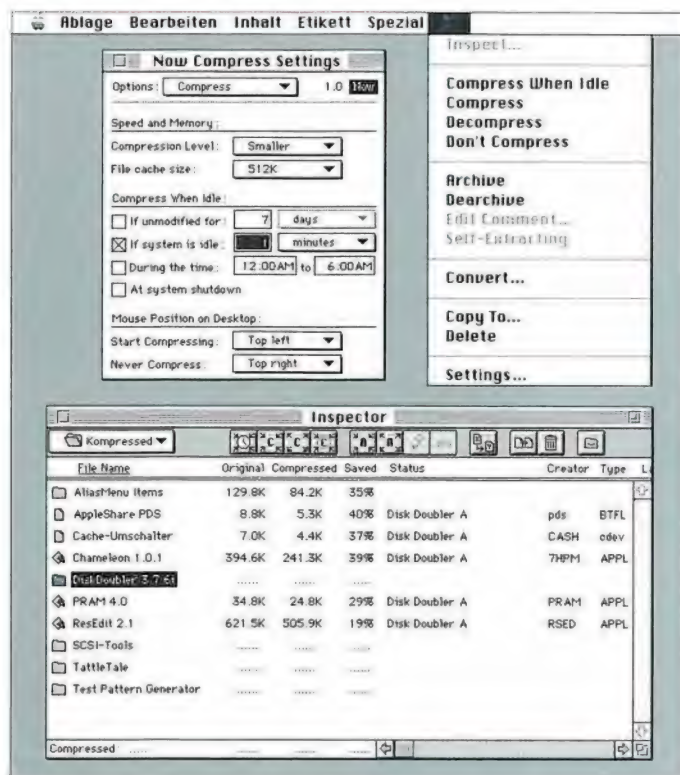 Ablage Bearbeiten Inhalt Etikett Spezial
Inspect...
Compress When Idle
Compress
Decompress
Don't Compress
Archive
Dearchive
Edit Comment...
Self-Extracting
Convert...
Copy To...
Delete
Settings...
Now Compress Settings
Options: Compress 1.0 Now
Speed and Memory:
Compression Level: Smaller
File cache size: 512K
Compress When Idle:
If unmodified for: 7 days
If system is idle: 1 minutes
During the time: 12:00AM to 6:00AM
At system shutdown
Mouse Position on Desktop:
Start Compressing: Top left
Never Compress: Top right
Inspector
Kompressed
File Name Original Compressed Saved Status Creator Type
AliasMenu Items 129.8K 84.2K 35%
AppleShare PDS 8.8K 5.3K 40% Disk Doubler A pds BTFL
Cache-Umschalter 7.0K 4.4K 37% Disk Doubler A CASH cdev
Chameleon 1.0.1 394.6K 241.3K 39% Disk Doubler A 7HPM APPL
DiskDoubler ...... ...... ......
PRAM 4.0 34.8K 24.8K 29% Disk Doubler A PRAM APPL
ResEdit 2.1 621.5K 505.9K 19% Disk Doubler A RSED APPL
SCSI-Tools ...... ...... ......
TattleTale ...... ...... ......
Test Pattern Generator ...... ...... ......
Compressed ...... ...... ...... ......